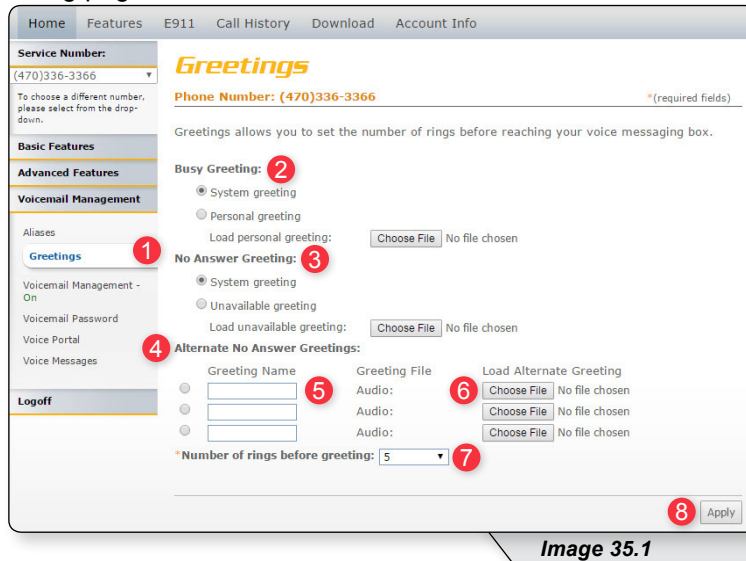 Home Features E911 Call History Download Account Info
Service Number:
(470)336-3366
To choose a different number,
please select from the drop-
down.
Basic Features
Advanced Features
Voicemail Management
Aliases
Greetings 1
Voicemail Management -
On
Voicemail Password
Voice Portal
Voice Messages
Logoff
Greetings
Phone Number: (470)336-3366 *(required fields)
Greetings allows you to set the number of rings before reaching your voice messaging box.
Busy Greeting: 2
System greeting
Personal greeting
Load personal greeting: Choose File No file chosen
No Answer Greeting: 3
System greeting
Unavailable greeting
Load unavailable greeting: Choose File No file chosen
4 Alternate No Answer Greetings:
Greeting Name Greeting File Load Alternate Greeting
5 Audio: 6 Choose File No file chosen
Audio: Choose File No file chosen
Audio: Choose File No file chosen
*Number of rings before greeting: 5 7
8 Apply
Image 35.1